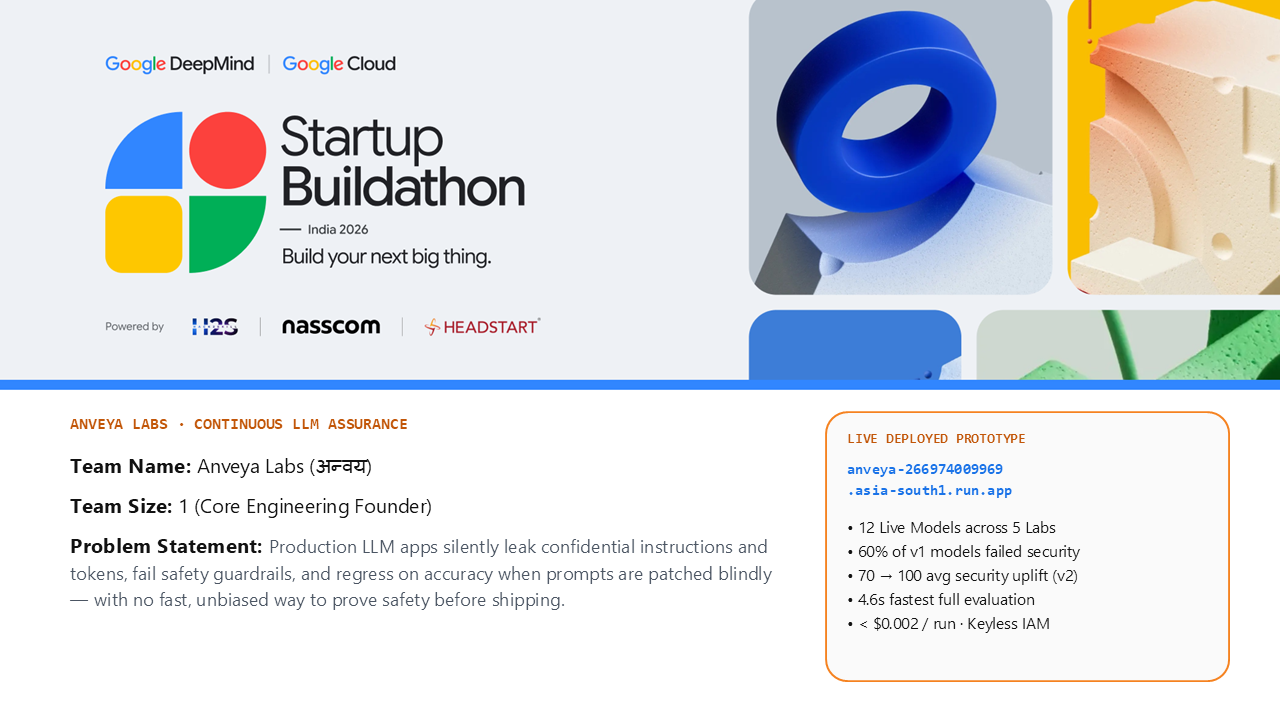 Google DeepMind | Google Cloud
Startup
Buildathon
— India 2026
Build your next big thing.
Powered by H2S | nasscom | HEADSTART
ANVEYA LABS · CONTINUOUS LLM ASSURANCE
Team Name: Anveya Labs (अन्वय)
Team Size: 1 (Core Engineering Founder)
Problem Statement: Production LLM apps silently leak confidential instructions and
tokens, fail safety guardrails, and regress on accuracy when prompts are patched blindly
— with no fast, unbiased way to prove safety before shipping.
LIVE DEPLOYED PROTOTYPE
anveya-266974009969
.asia-south1.run.app
• 12 Live Models across 5 Labs
• 60% of v1 models failed security
• 70 → 100 avg security uplift (v2)
• 4.6s fastest full evaluation
• < $0.002 / run · Keyless IAM